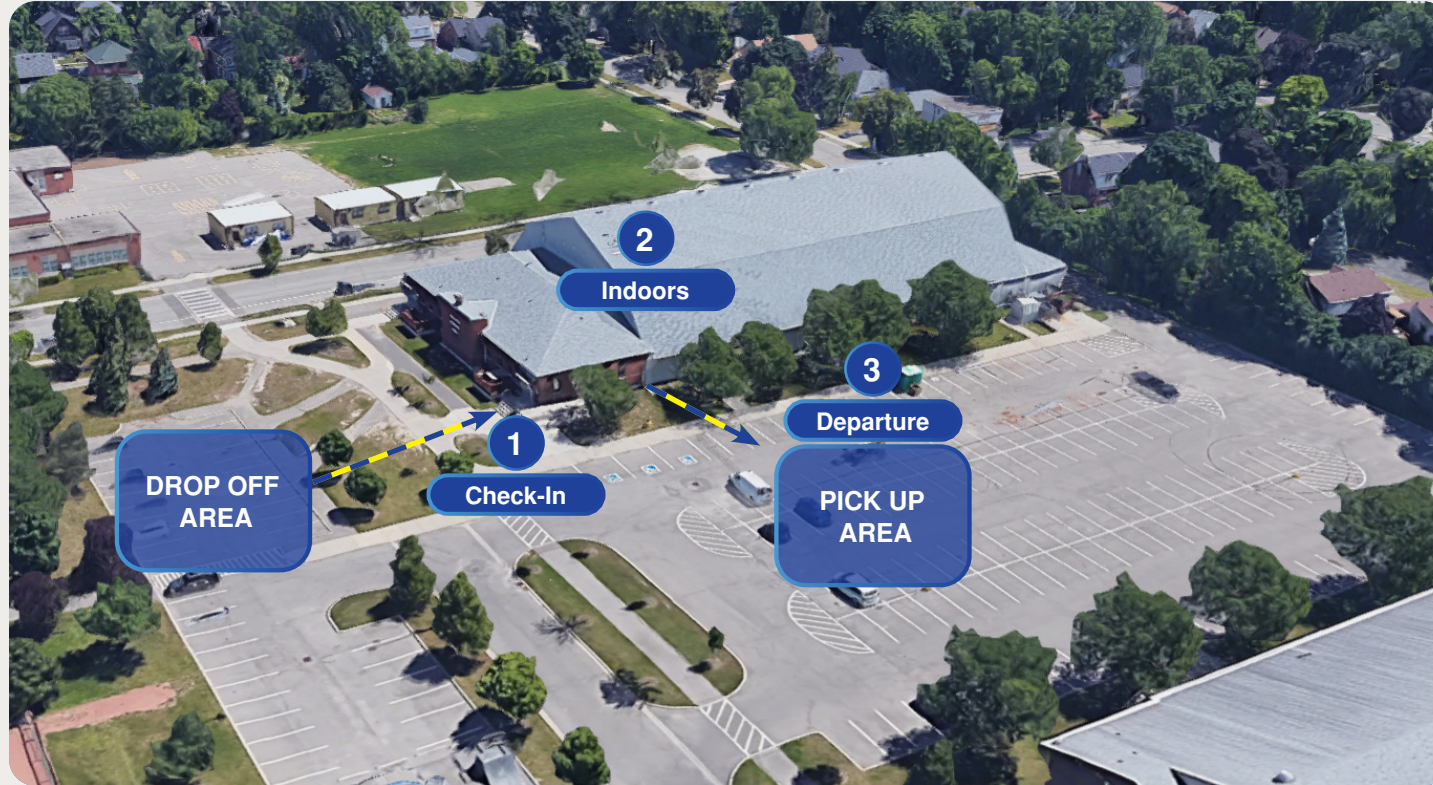 2
Indoors
3
Departure
1
Check-In
DROP OFF
AREA
PICK UP
AREA